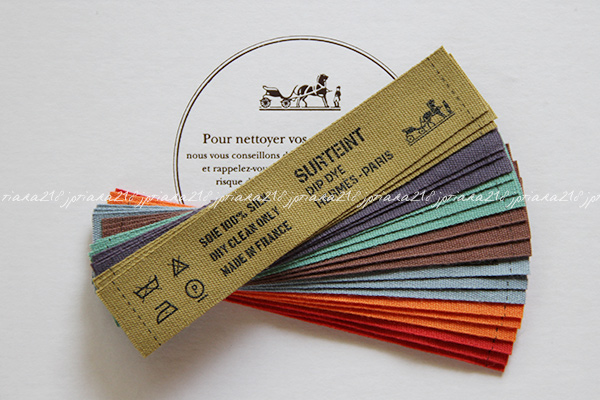 Pour nettoyer vos
nous vous conseillons
et rappelez-vous
risque
SURTEINT
DIP DYE
HERMES - PARIS
SOIE 100% SILK
DRY CLEAN ONLY
MADE IN FRANCE
P